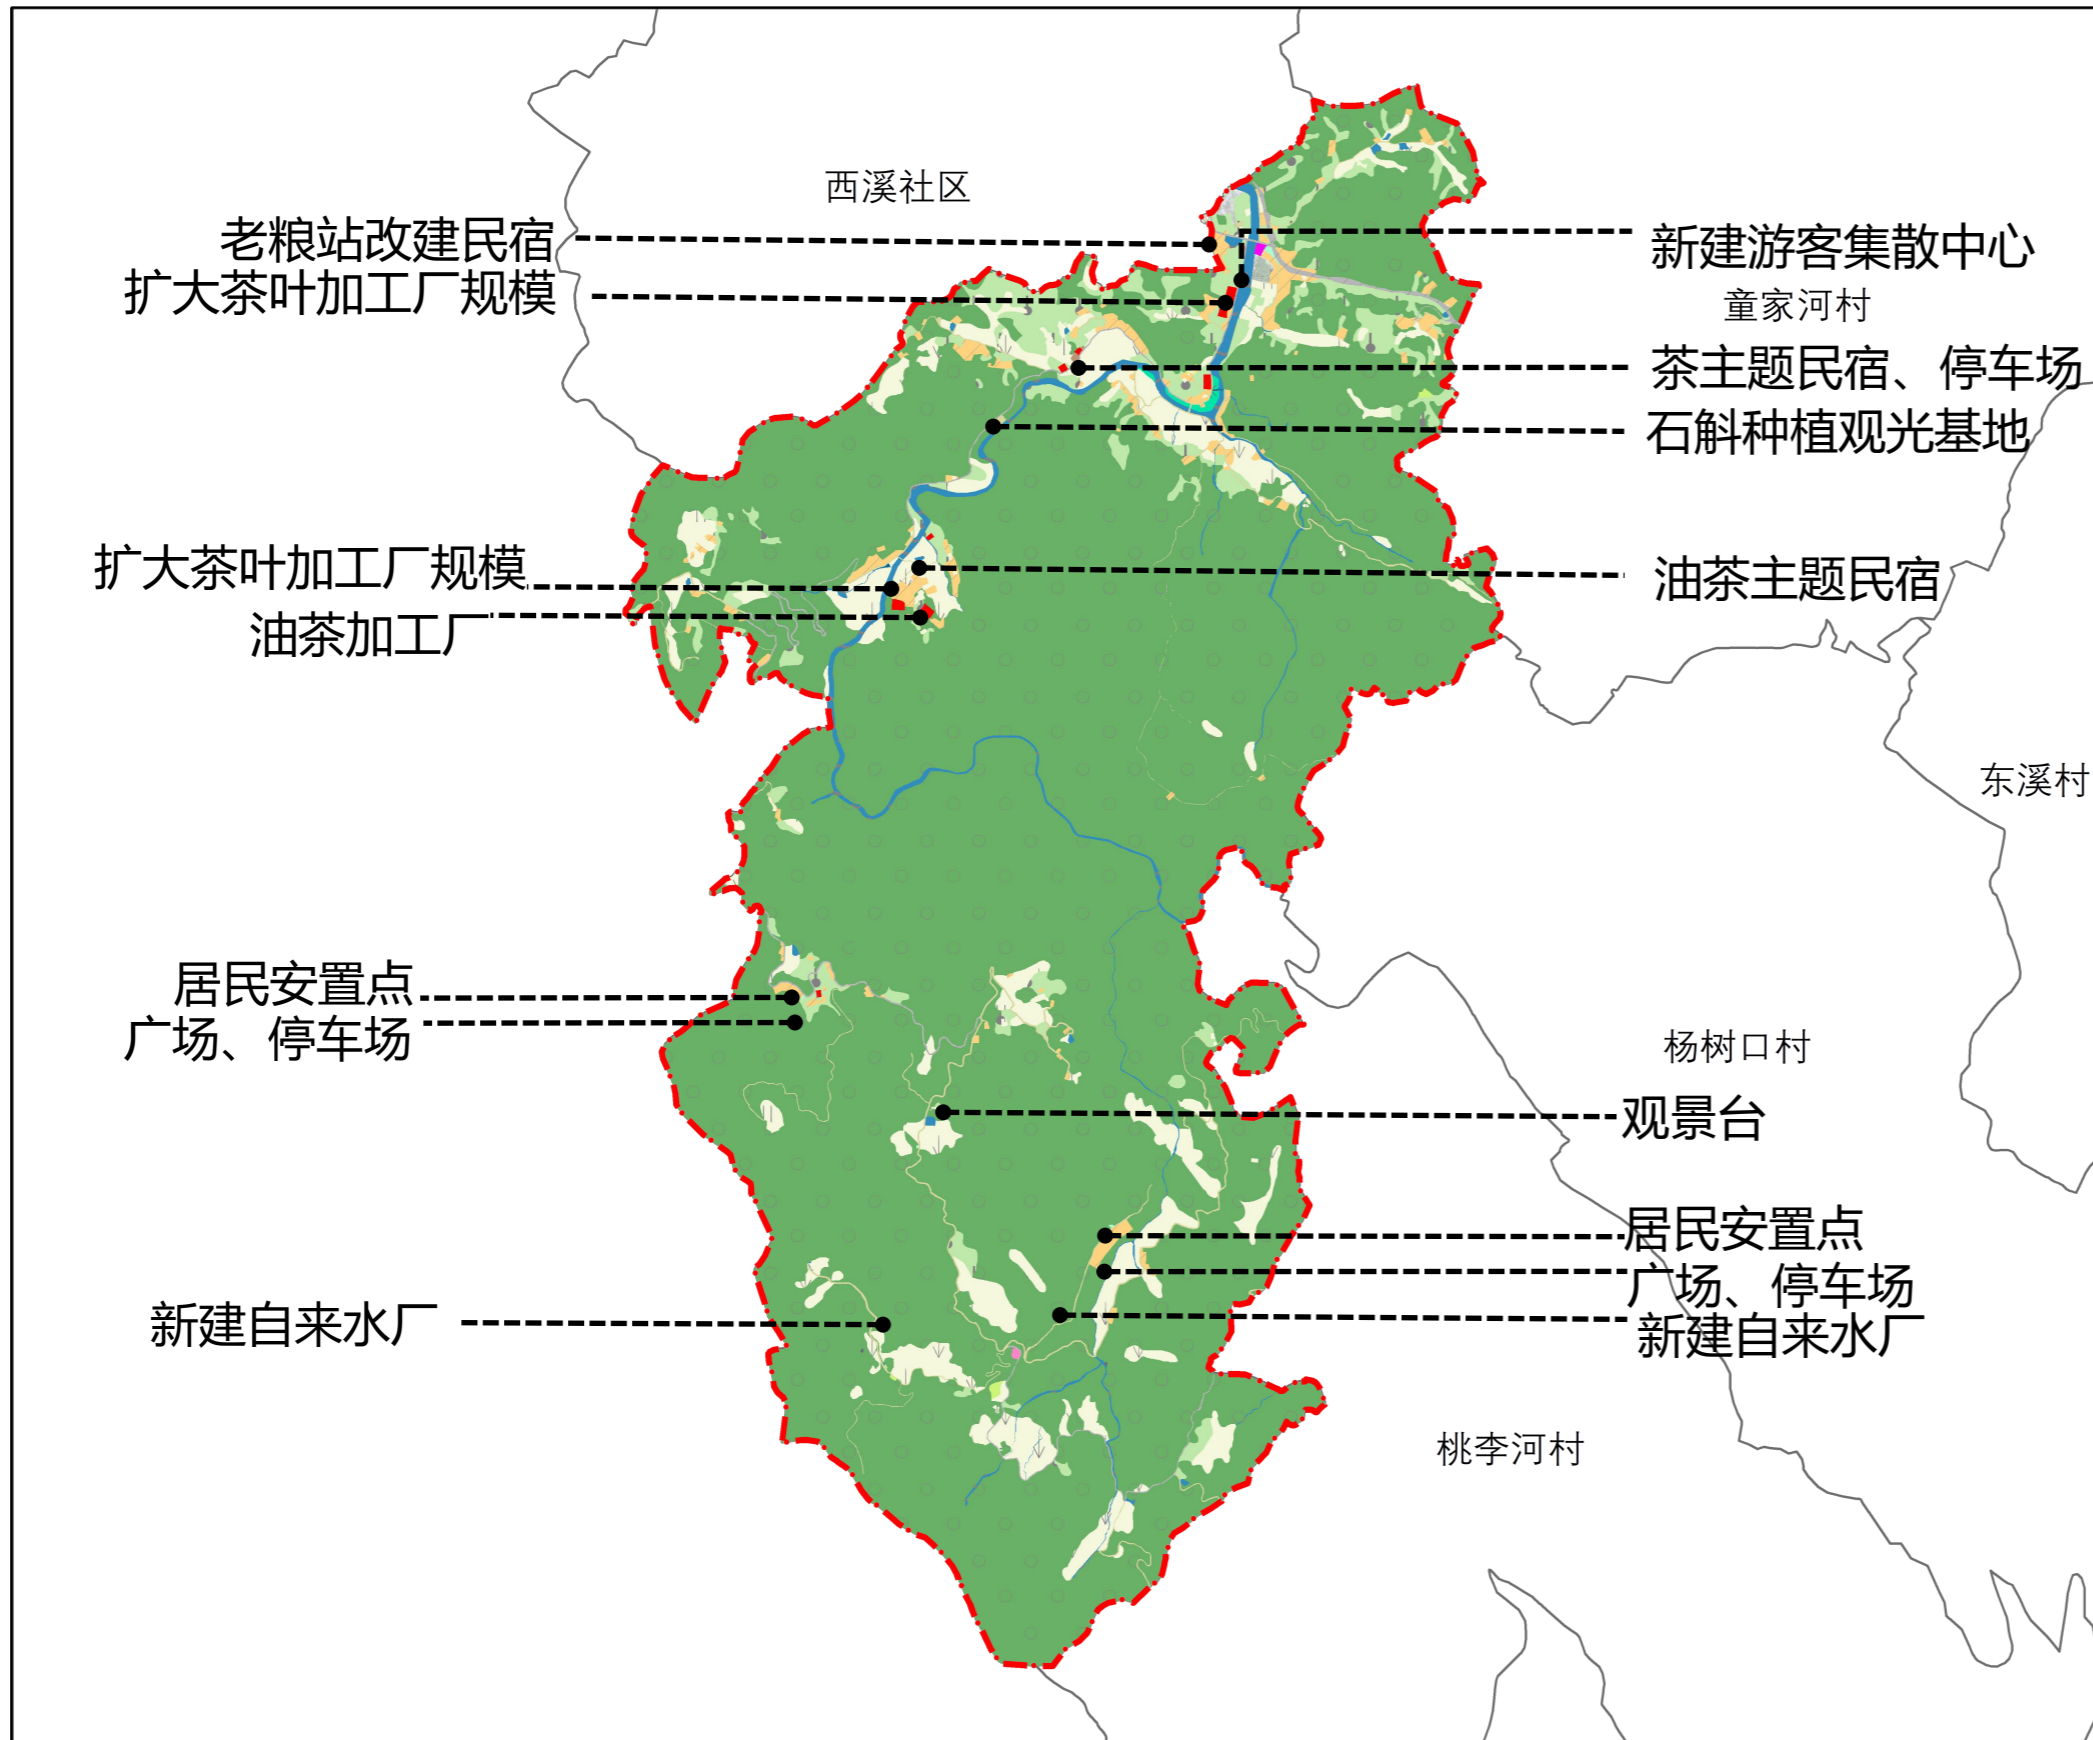 西溪社区
老粮站改建民宿
扩大茶叶加工厂规模
新建游客集散中心
童家河村
茶主题民宿、停车场
石斛种植观光基地
扩大茶叶加工厂规模
油茶加工厂
油茶主题民宿
东溪村
居民安置点
广场、停车场
杨树口村
观景台
居民安置点
广场、停车场
新建自来水厂
新建自来水厂
桃李河村